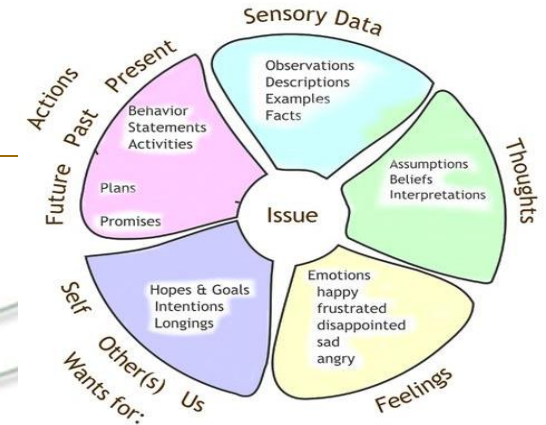 Sensory Data
Observations
Descriptions
Examples
Facts
Thoughts
Assumptions
Beliefs
Interpretations
Feelings
Emotions
happy
frustrated
disappointed
sad
angry
Wants for:
Self
Other(s)
Us
Hopes & Goals
Intentions
Longings
Actions
Future
Past
Present
Behavior
Statements
Activities
Plans
Promises
Issue